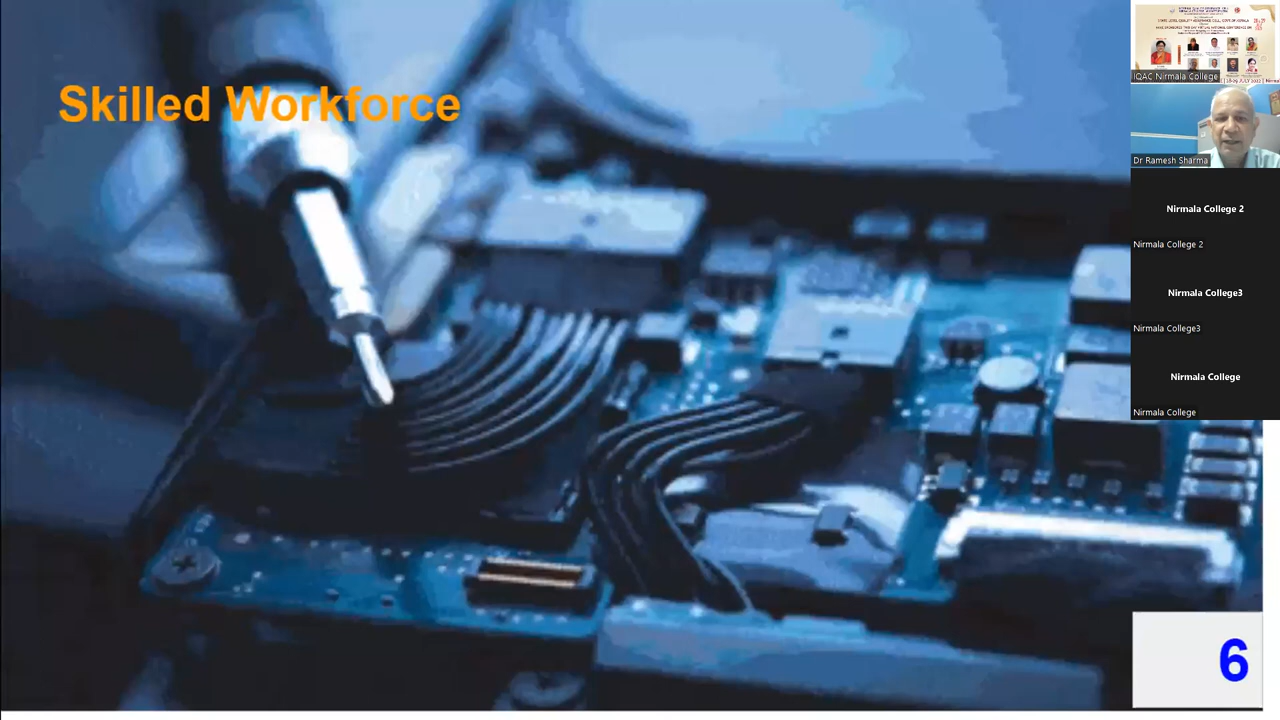 Skilled Workforce
IQAC Nirmala College
Dr Ramesh Sharma
Nirmala College 2
Nirmala College 2
Nirmala College3
Nirmala College3
Nirmala College
Nirmala College
6